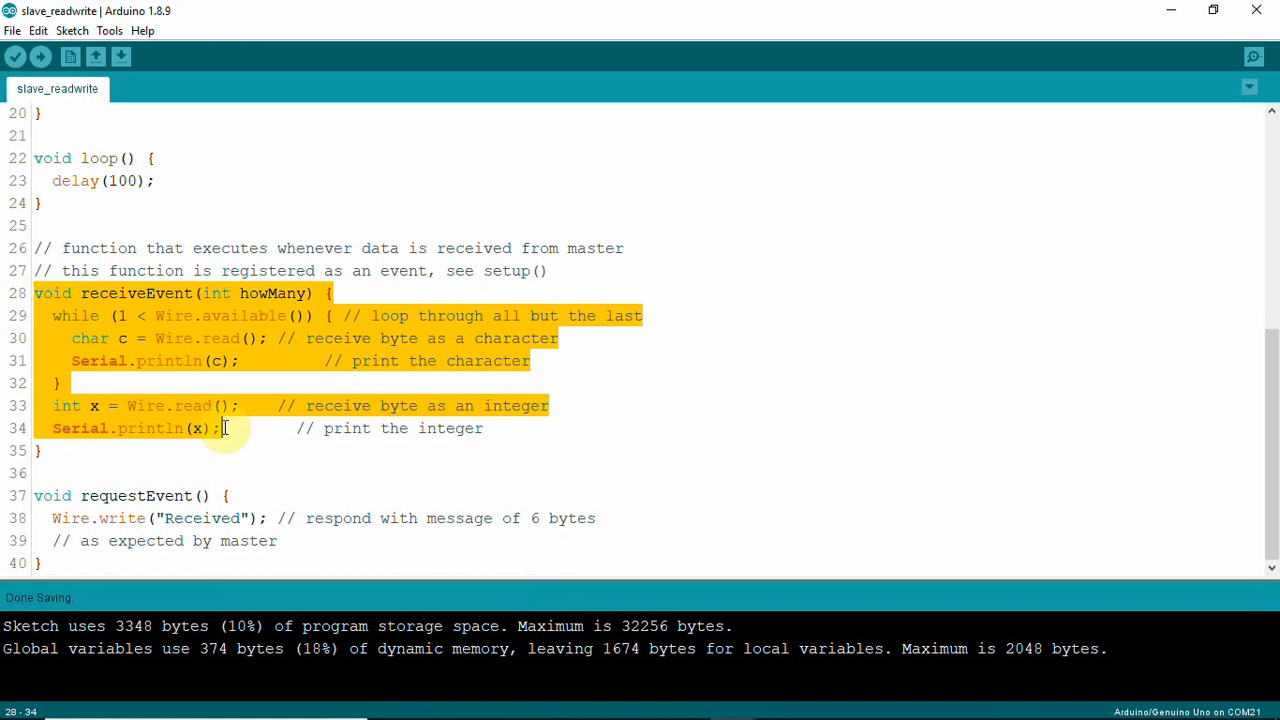 slave_readwrite | Arduino 1.8.9
File Edit Sketch Tools Help
slave_readwrite
20 }
21
22 void loop() {
23   delay(100);
24 }
25
26 // function that executes whenever data is received from master
27 // this function is registered as an event, see setup()
28 void receiveEvent(int howMany) {
29   while (1 < Wire.available()) { // loop through all but the last
30     char c = Wire.read(); // receive byte as a character
31     Serial.println(c);         // print the character
32   }
33   int x = Wire.read();    // receive byte as an integer
34   Serial.println(x);        // print the integer
35 }
36
37 void requestEvent() {
38   Wire.write("Received"); // respond with message of 6 bytes
39   // as expected by master
40 }
Done Saving.
Sketch uses 3348 bytes (10%) of program storage space. Maximum is 32256 bytes.
Global variables use 374 bytes (18%) of dynamic memory, leaving 1674 bytes for local variables. Maximum is 2048 bytes.
28 - 34 Arduino/Genuino Uno on COM21